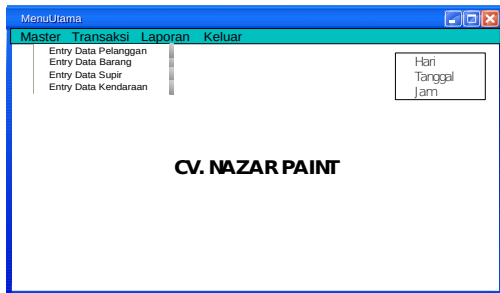 MenuUtama
Master Transaksi Laporan Keluar
Entry Data Pelanggan
Entry Data Barang
Entry Data Supir
Entry Data Kendaraan
Hari
Tanggal
Jam
CV. NAZAR PAINT